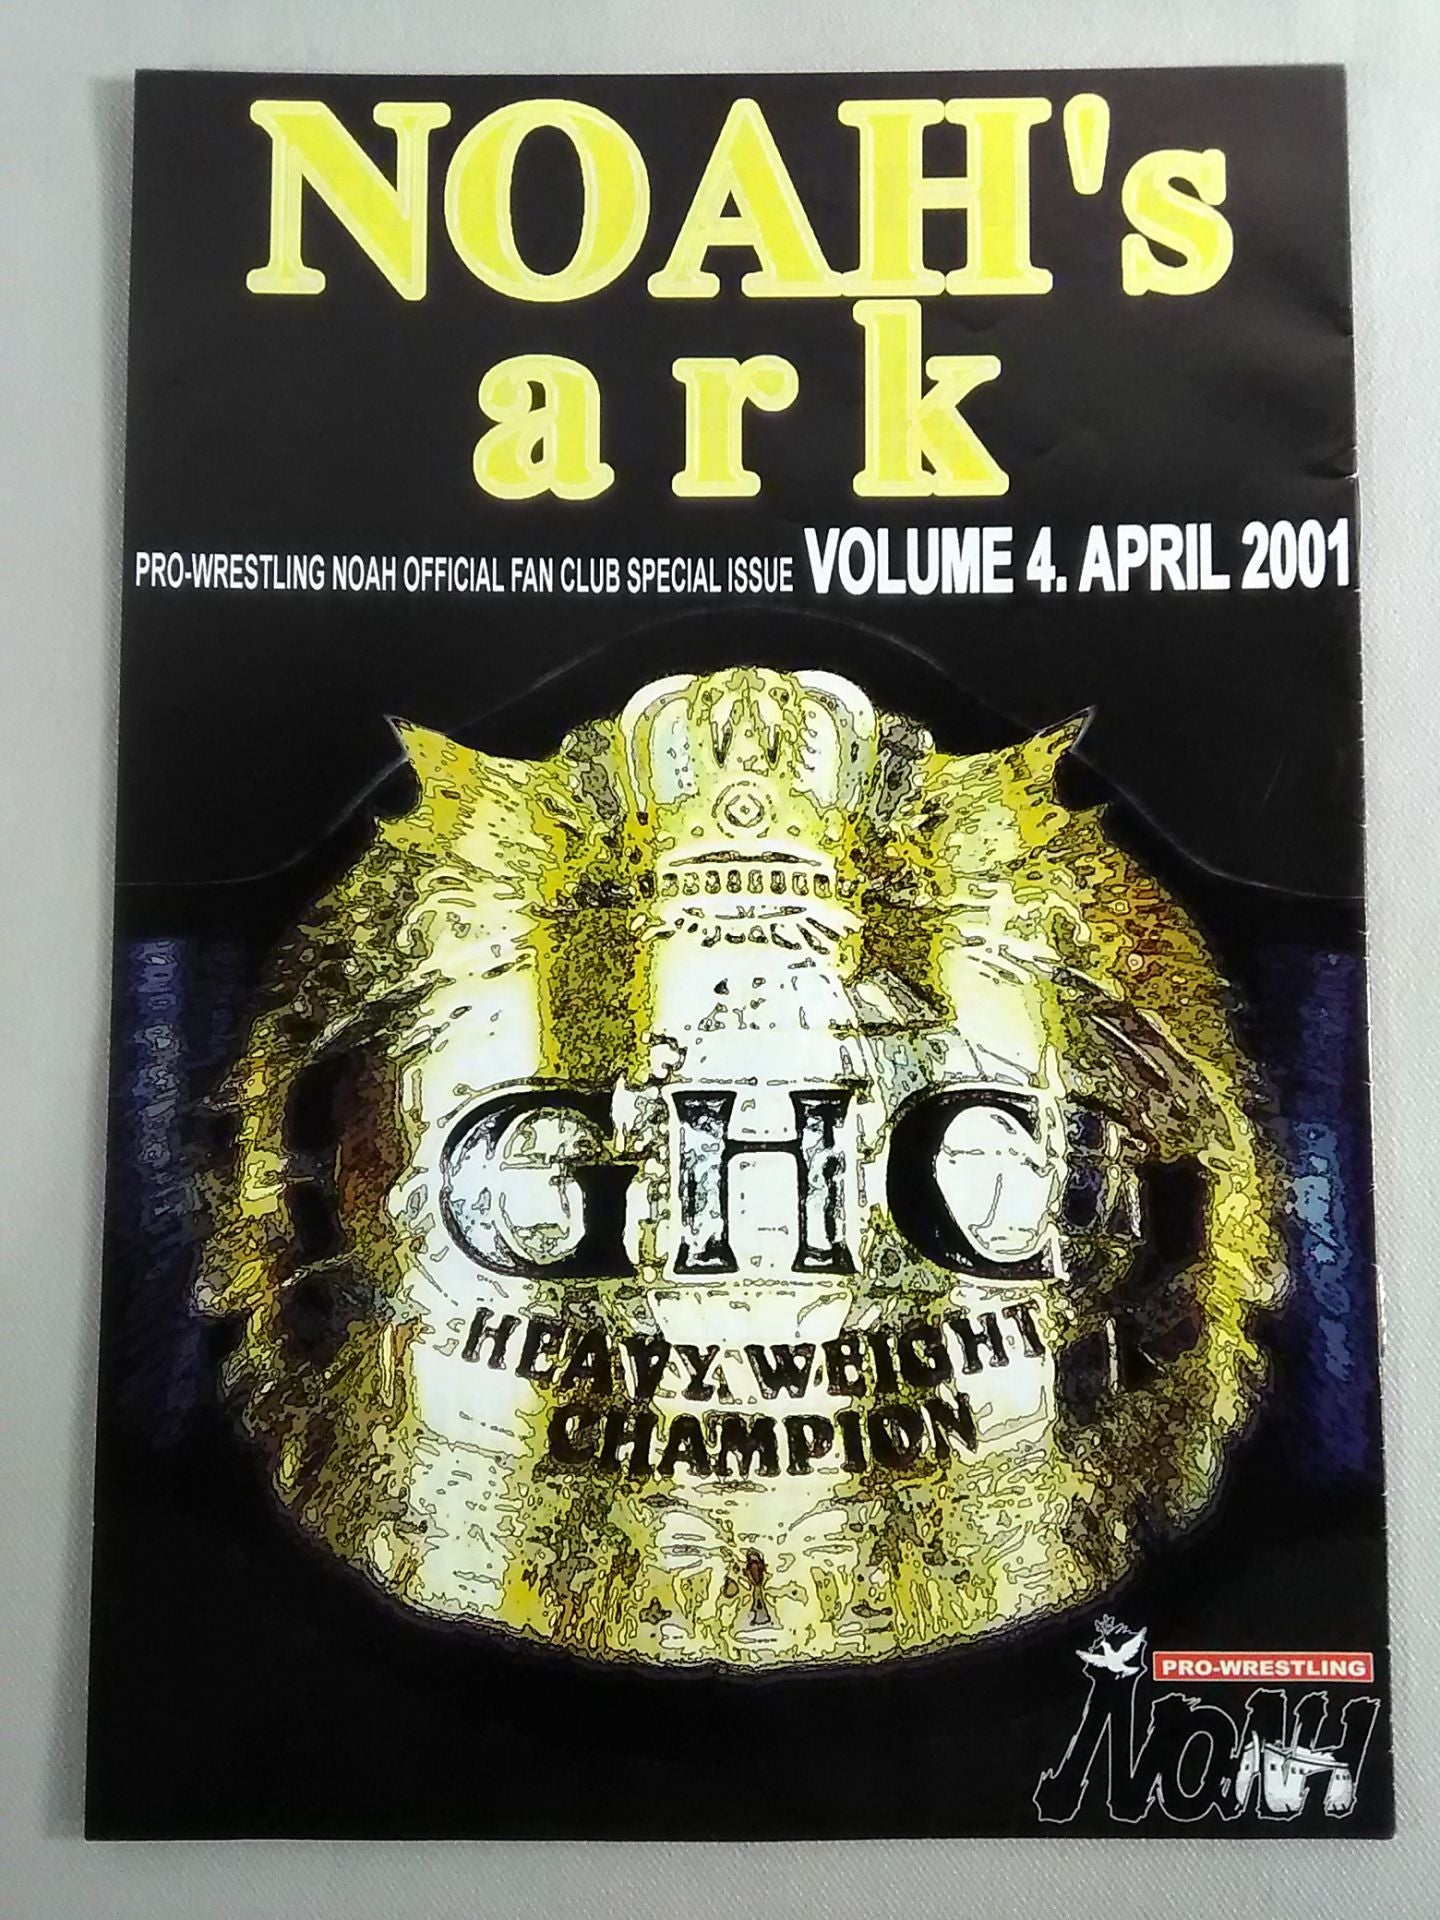 NOAH's
ark
PRO-WRESTLING NOAH OFFICIAL FAN CLUB SPECIAL ISSUE VOLUME 4. APRIL 2001
GHC
HEAVY WEIGHT
CHAMPION
PRO-WRESTLING
NOAH